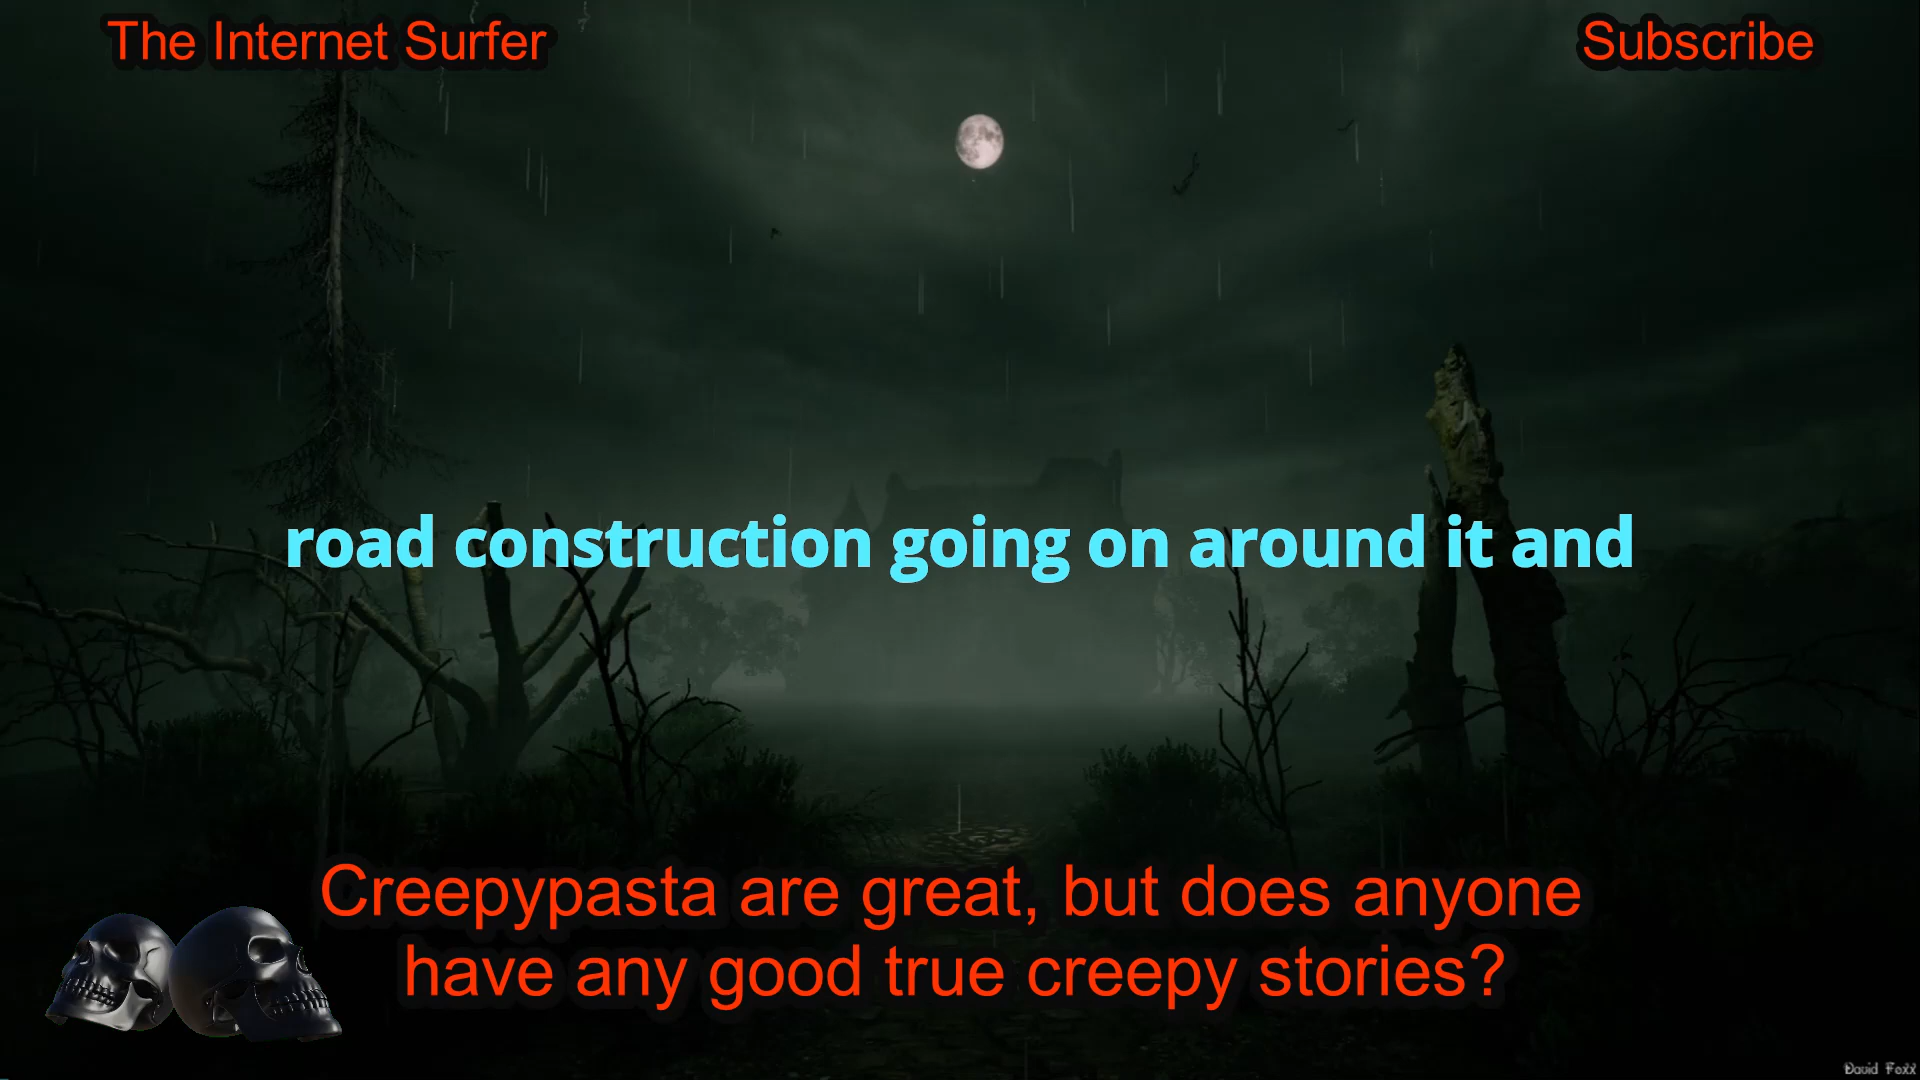 The Internet Surfer
Subscribe
road construction going on around it and
Creepypasta are great, but does anyone
have any good true creepy stories?
David Foxx